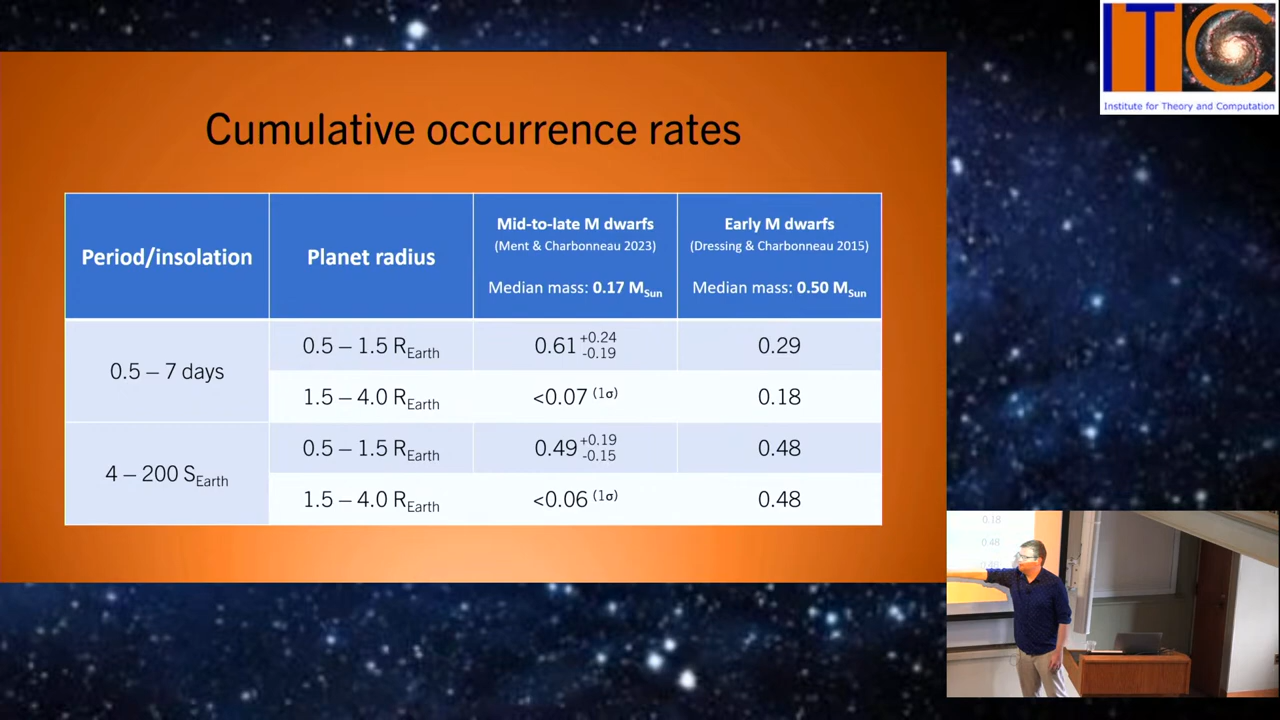 ITC
Institute for Theory and Computation
Cumulative occurrence rates
Period/insolation
Planet radius
Mid-to-late M dwarfs
(Ment & Charbonneau 2023)
Median mass: 0.17 MSun
Early M dwarfs
(Dressing & Charbonneau 2015)
Median mass: 0.50 MSun
0.5 – 7 days
0.5 – 1.5 REarth
0.61 +0.24 -0.19
0.29
1.5 – 4.0 REarth
<0.07 (1σ)
0.18
4 – 200 SEarth
0.5 – 1.5 REarth
0.49 +0.19 -0.15
0.48
1.5 – 4.0 REarth
<0.06 (1σ)
0.48
0.18
0.48